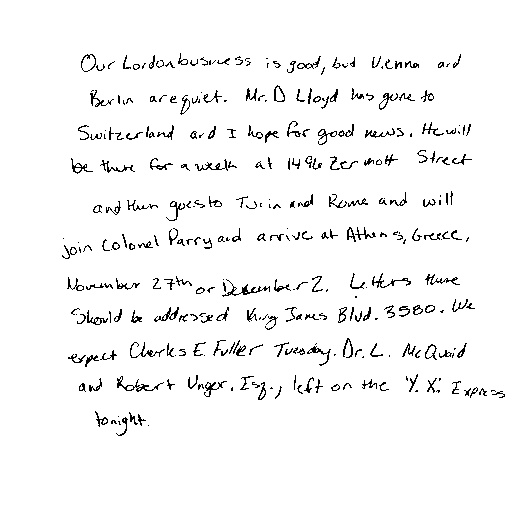 Our London business is good, but Vienna and
Berlin are quiet. Mr. D Lloyd has gone to
Switzerland and I hope for good news. He will
be there for a week at 1496 Zermott Street
and then goes to Turin and Rome and will
join Colonel Parry and arrive at Athens, Greece,
November 27th or December 2. Letters there
Should be addressed King James Blvd. 3580. We
expect Charles E. Fuller Tuesday. Dr. L. McQuaid
and Robert Unger, Esq., left on the 'Y. X.' Express
tonight.